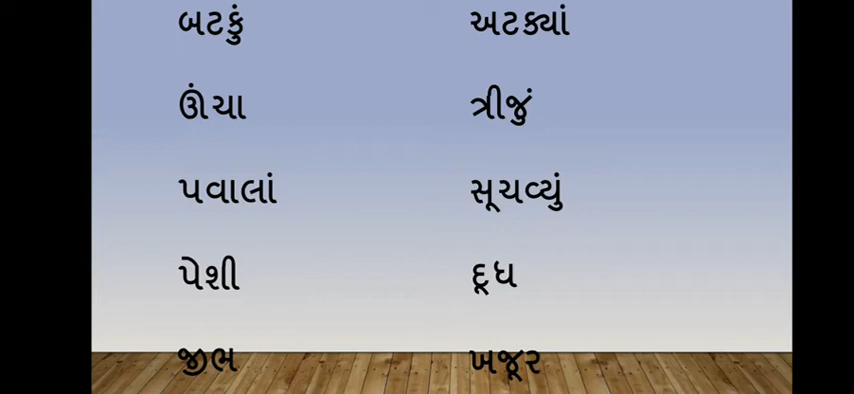 બટકું અટક્યાં
ઊંચા ત્રીજું
પવાલાં સૂચવ્યું
પેશી દૂધ
જીભ ખજૂર